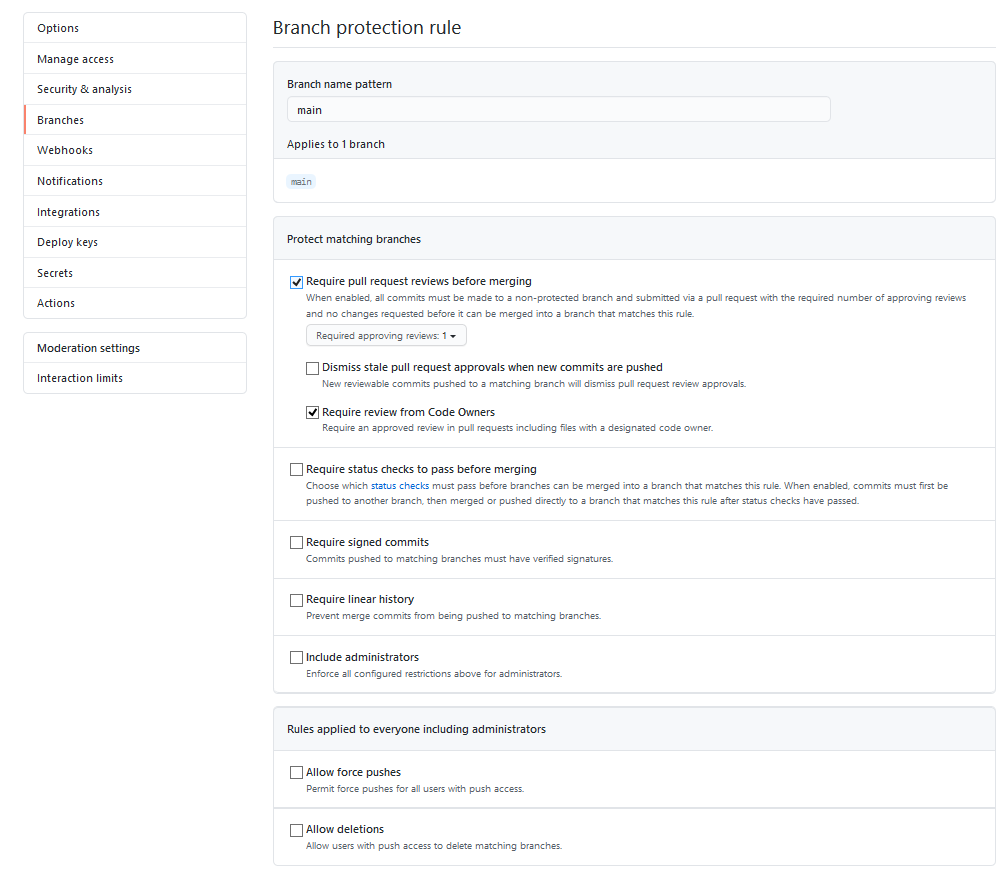 Options
Manage access
Security & analysis
Branches
Webhooks
Notifications
Integrations
Deploy keys
Secrets
Actions
Moderation settings
Interaction limits
Branch protection rule
Branch name pattern
main
Applies to 1 branch
main
Protect matching branches
Require pull request reviews before merging
When enabled, all commits must be made to a non-protected branch and submitted via a pull request with the required number of approving reviews
and no changes requested before it can be merged into a branch that matches this rule.
Required approving reviews: 1
Dismiss stale pull request approvals when new commits are pushed
New reviewable commits pushed to a matching branch will dismiss pull request review approvals.
Require review from Code Owners
Require an approved review in pull requests including files with a designated code owner.
Require status checks to pass before merging
Choose which status checks must pass before branches can be merged into a branch that matches this rule. When enabled, commits must first be
pushed to another branch, then merged or pushed directly to a branch that matches this rule after status checks have passed.
Require signed commits
Commits pushed to matching branches must have verified signatures.
Require linear history
Prevent merge commits from being pushed to matching branches.
Include administrators
Enforce all configured restrictions above for administrators.
Rules applied to everyone including administrators
Allow force pushes
Permit force pushes for all users with push access.
Allow deletions
Allow users with push access to delete matching branches.